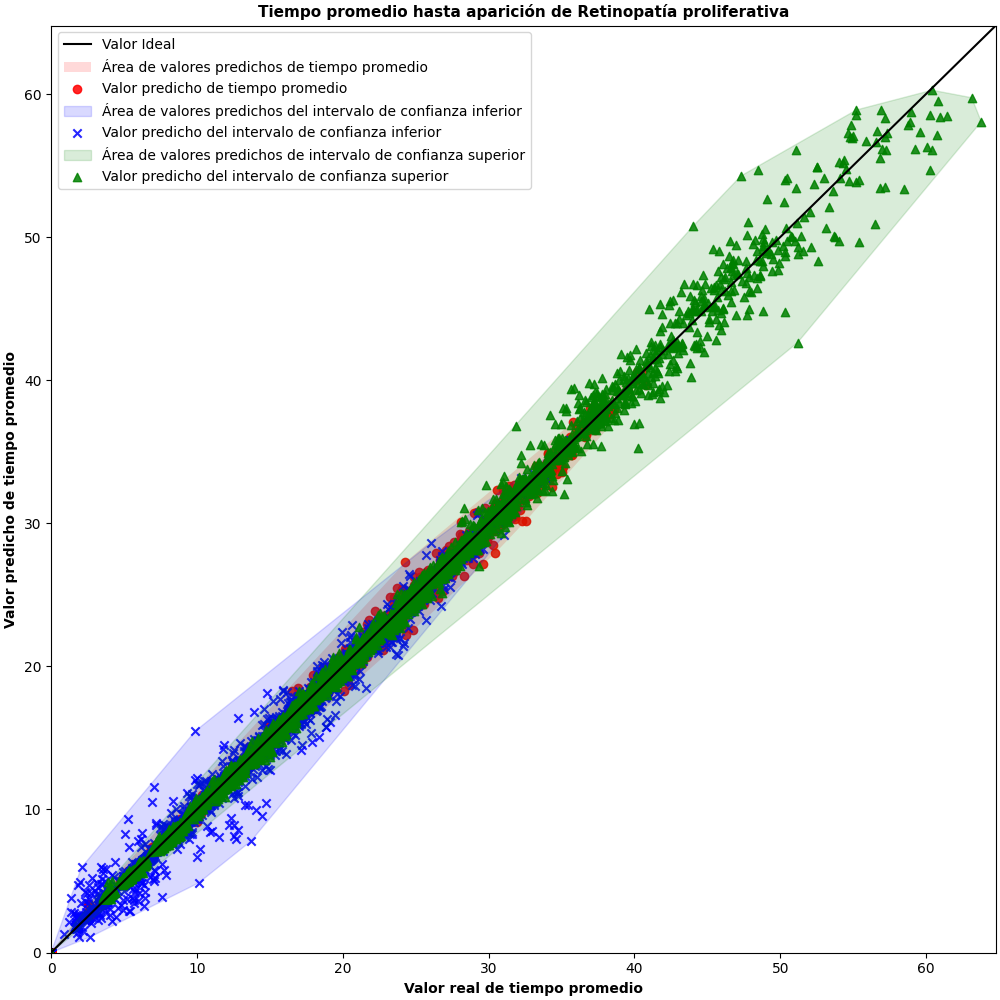 Tiempo promedio hasta aparición de Retinopatía proliferativa
Valor Ideal
Área de valores predichos de tiempo promedio
Valor predicho de tiempo promedio
Área de valores predichos del intervalo de confianza inferior
Valor predicho del intervalo de confianza inferior
Área de valores predichos de intervalo de confianza superior
Valor predicho del intervalo de confianza superior
Valor predicho de tiempo promedio
60
50
40
30
20
10
0
0 10 20 30 40 50 60
Valor real de tiempo promedio